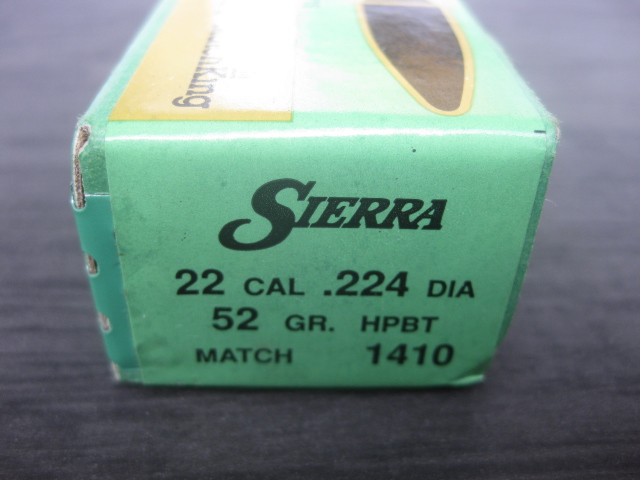 SIERRA
22 CAL .224 DIA
52 GR. HPBT
MATCH 1410